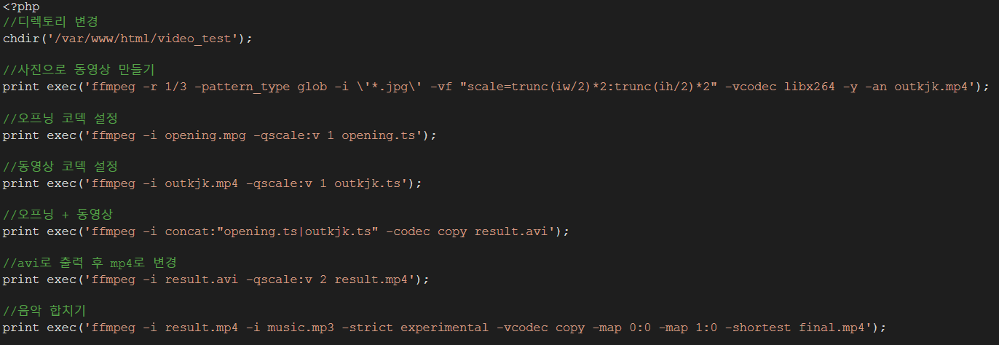 <?php
//디렉토리 변경
chdir('/var/www/html/video_test');
//사진으로 동영상 만들기
print exec('ffmpeg -r 1/3 -pattern_type glob -i \'*.jpg\' -vf "scale=trunc(iw/2)*2:trunc(ih/2)*2" -vcodec libx264 -y -an outkjk.mp4');
//오프닝 코덱 설정
print exec('ffmpeg -i opening.mpg -qscale:v 1 opening.ts');
//동영상 코덱 설정
print exec('ffmpeg -i outkjk.mp4 -qscale:v 1 outkjk.ts');
//오프닝 + 동영상
print exec('ffmpeg -i concat:"opening.ts|outkjk.ts" -codec copy result.avi');
//avi로 출력 후 mp4로 변경
print exec('ffmpeg -i result.avi -qscale:v 2 result.mp4');
//음악 합치기
print exec('ffmpeg -i result.mp4 -i music.mp3 -strict experimental -vcodec copy -map 0:0 -map 1:0 -shortest final.mp4');